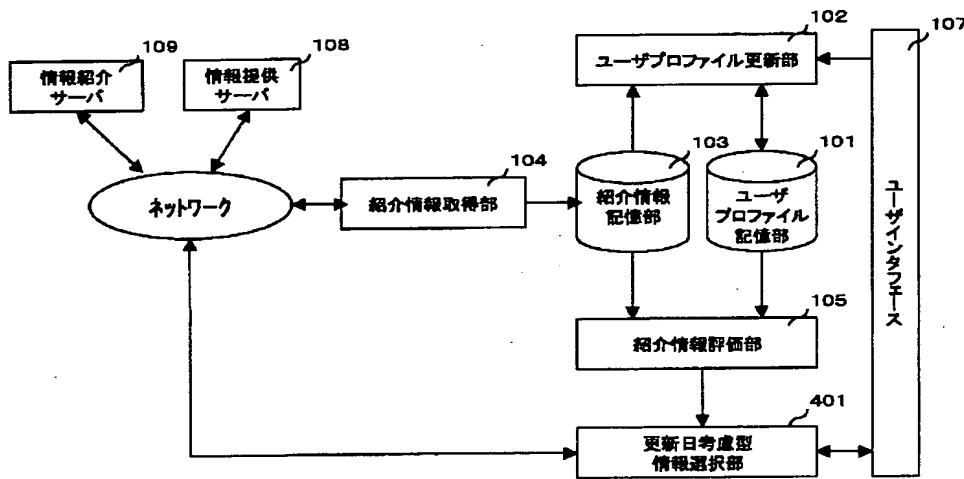 109
情報紹介
サーバ
108
情報提供
サーバ
ネットワーク
104
紹介情報取得部
102
ユーザプロファイル更新部
103
紹介情報
記憶部
101
ユーザ
プロファイル
記憶部
105
紹介情報評価部
401
更新日考慮型
情報選択部
107
ユーザインタフェース